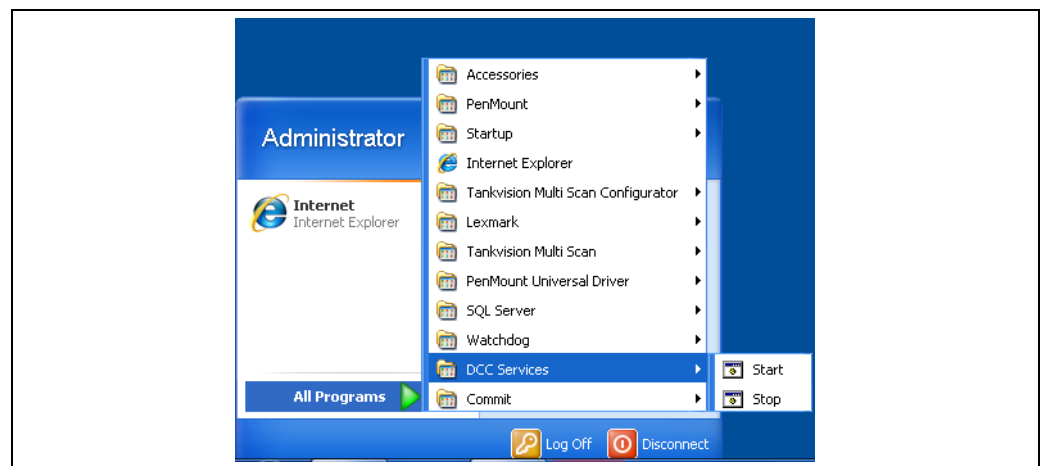 Administrator
Internet
Internet Explorer
All Programs
Accessories
PenMount
Startup
Internet Explorer
Tankvision Multi Scan Configurator
Lexmark
Tankvision Multi Scan
PenMount Universal Driver
SQL Server
Watchdog
DCC Services
Commit
Start
Stop
Log Off
Disconnect